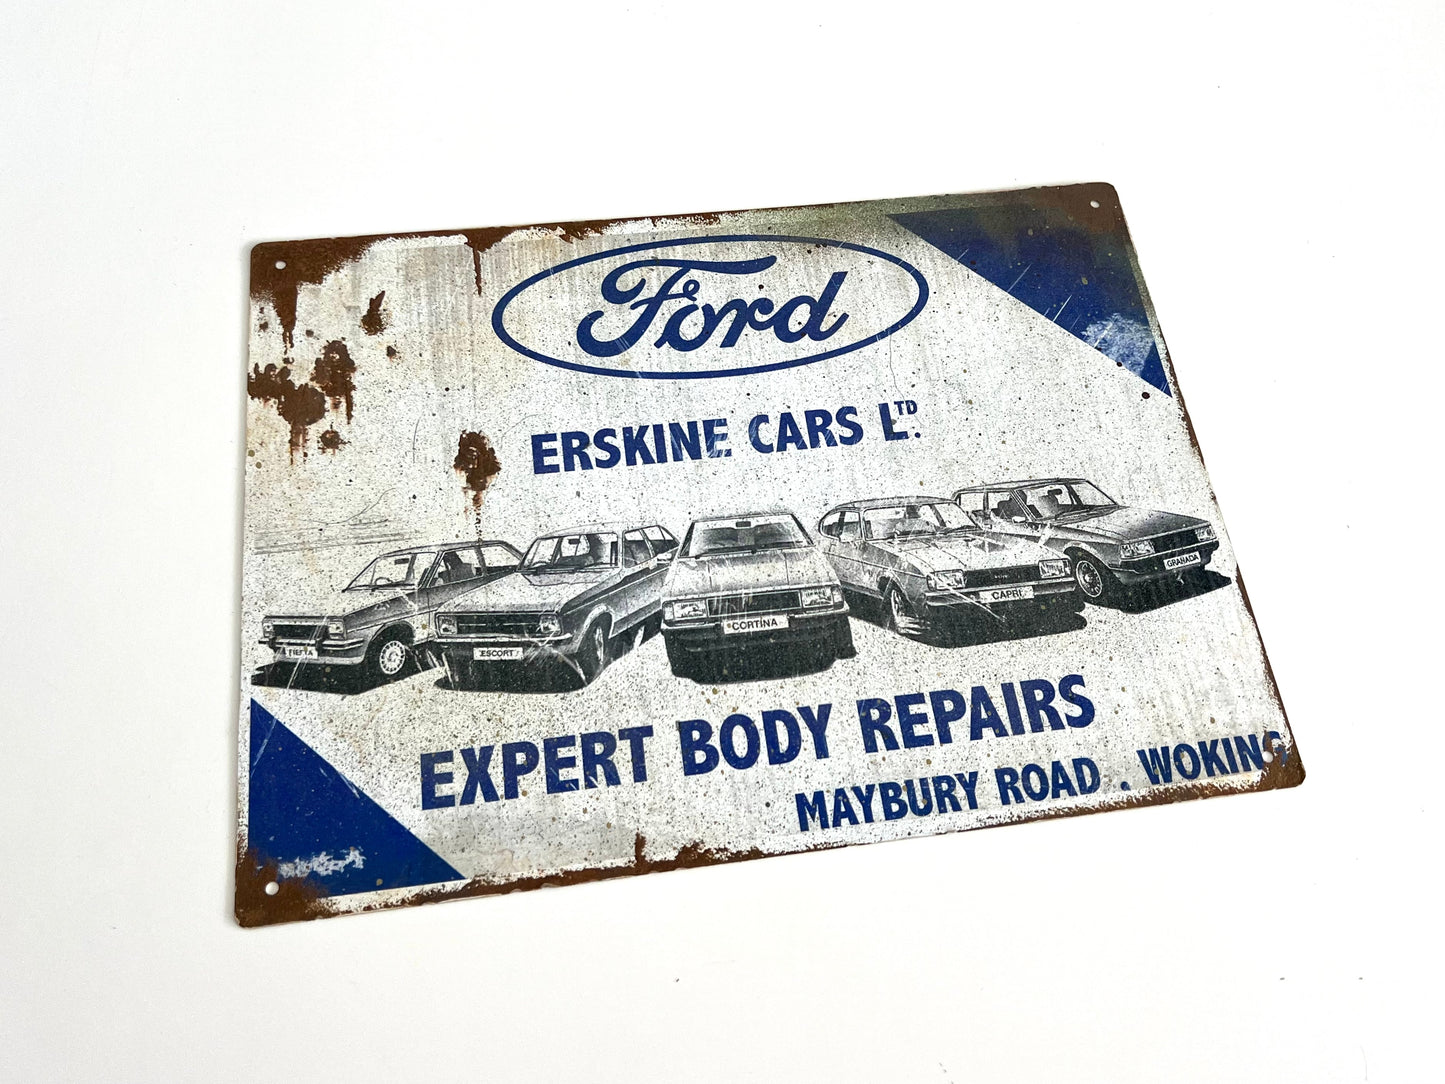 Ford
ERSKINE CARS LTD.
FIESTA
ESCORT
CORTINA
CAPRI
GRANADA
EXPERT BODY REPAIRS
MAYBURY ROAD . WOKING